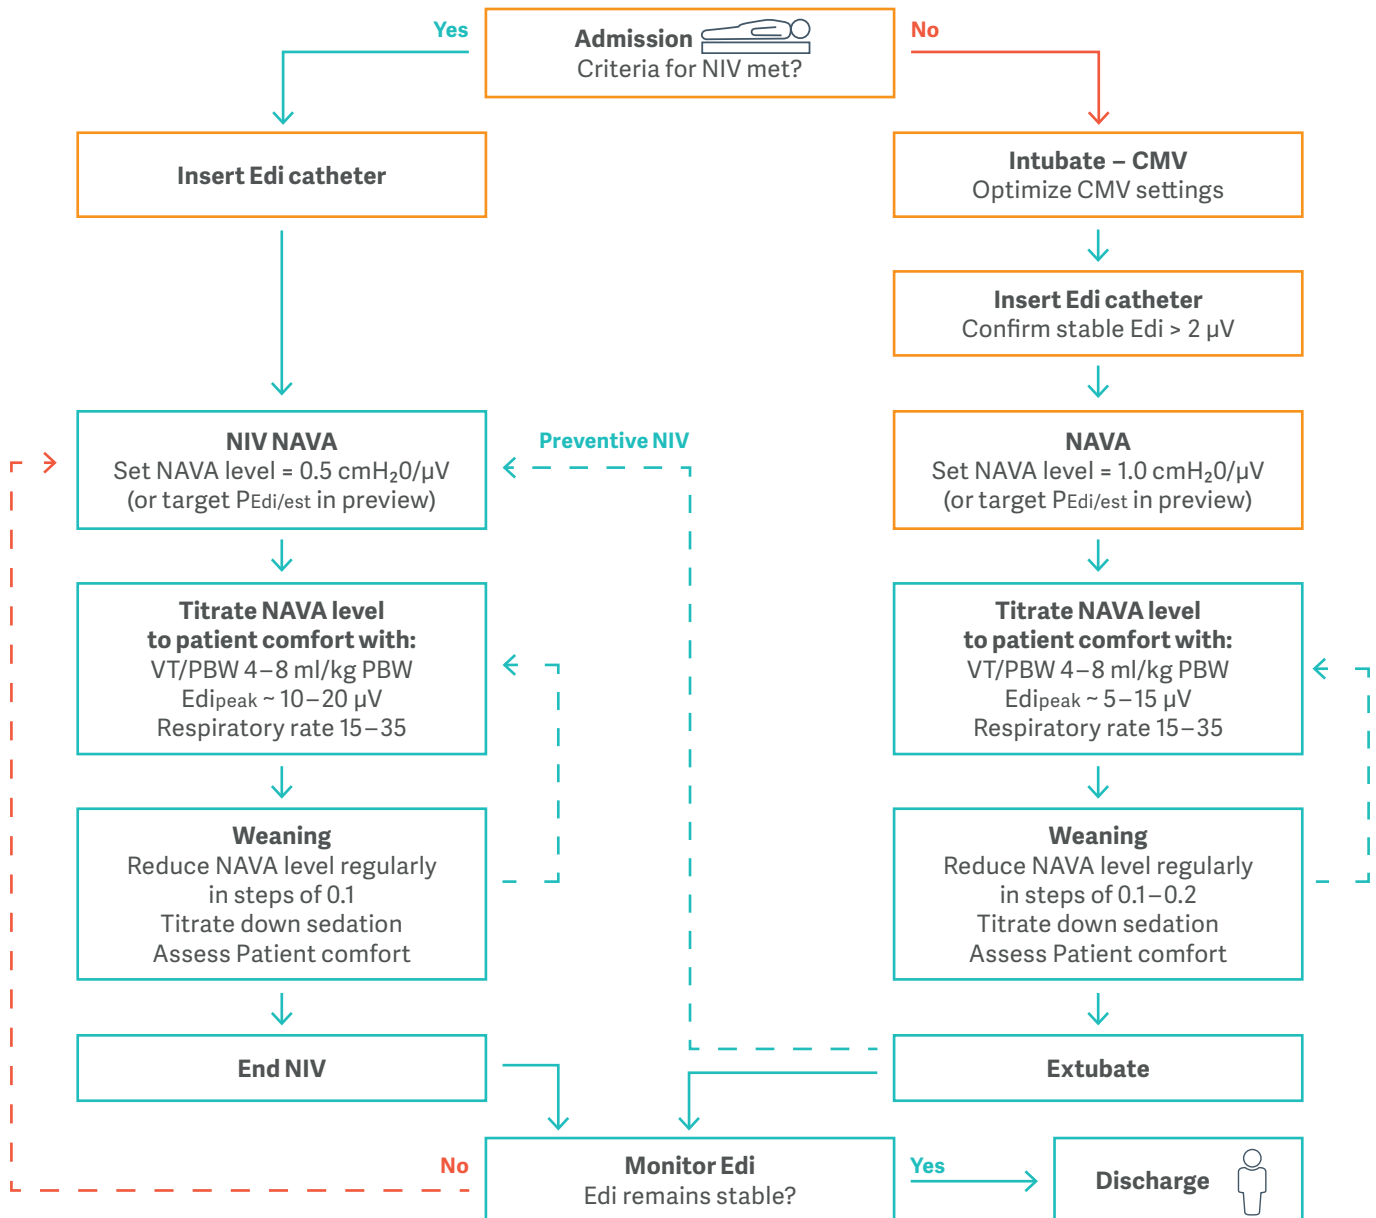 Yes
Admission
Criteria for NIV met?
No
Insert Edi catheter
Intubate – CMV
Optimize CMV settings
Insert Edi catheter
Confirm stable Edi > 2 µV
NIV NAVA
Set NAVA level = 0.5 cmH₂0/µV
(or target PEdi/est in preview)
Preventive NIV
NAVA
Set NAVA level = 1.0 cmH₂0/µV
(or target PEdi/est in preview)
Titrate NAVA level
to patient comfort with:
VT/PBW 4–8 ml/kg PBW
Edipeak ~ 10–20 µV
Respiratory rate 15–35
Titrate NAVA level
to patient comfort with:
VT/PBW 4–8 ml/kg PBW
Edipeak ~ 5–15 µV
Respiratory rate 15–35
Weaning
Reduce NAVA level regularly
in steps of 0.1
Titrate down sedation
Assess Patient comfort
Weaning
Reduce NAVA level regularly
in steps of 0.1–0.2
Titrate down sedation
Assess Patient comfort
End NIV
Extubate
No
Monitor Edi
Edi remains stable?
Yes
Discharge